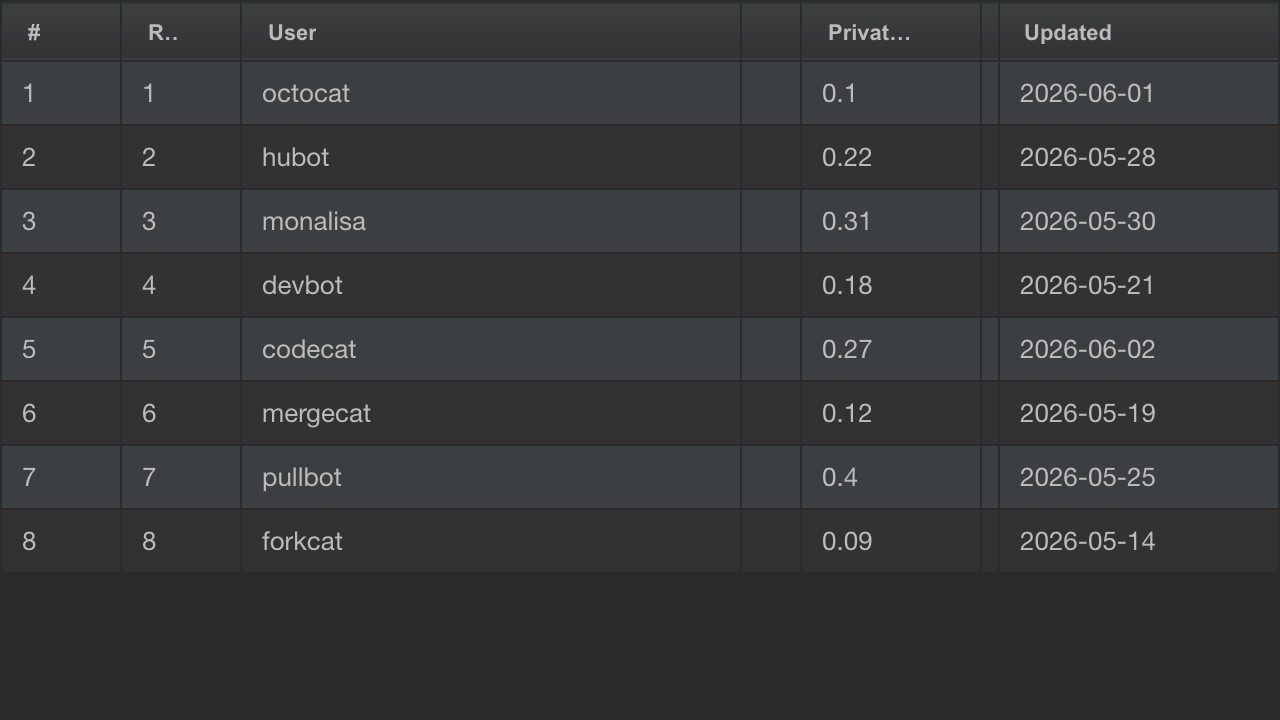 # R.. User Privat… Updated
1 1 octocat 0.1 2026-06-01
2 2 hubot 0.22 2026-05-28
3 3 monalisa 0.31 2026-05-30
4 4 devbot 0.18 2026-05-21
5 5 codecat 0.27 2026-06-02
6 6 mergecat 0.12 2026-05-19
7 7 pullbot 0.4 2026-05-25
8 8 forkcat 0.09 2026-05-14